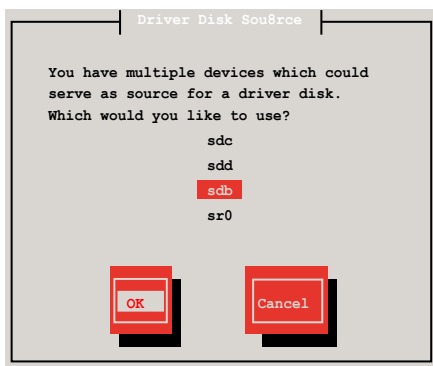 Driver Disk Sou8rce
You have multiple devices which could
serve as source for a driver disk.
Which would you like to use?
sdc
sdd
sdb
sr0
OK
Cancel